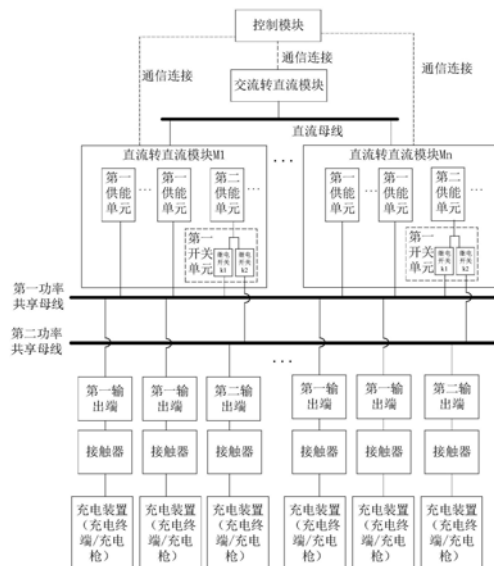 控制模块
通信连接
通信连接
通信连接
交流转直流模块
直流母线
直流转直流模块M1
...
直流转直流模块Mn
第一
供能
单元
...
第一
供能
单元
第二
供能
单元
...
第一
供能
单元
...
第一
供能
单元
第二
供能
单元
...
第一
开关
单元
继电
开关
k1
继电
开关
k2
第一
开关
单元
继电
开关
k1
继电
开关
k2
第一功率
共享母线
第二功率
共享母线
...
第一输
出端
第一输
出端
第二输
出端
第一输
出端
第一输
出端
第二输
出端
接触器
接触器
接触器
接触器
接触器
接触器
充电装置
(充电终
端/充电
枪)
充电装置
(充电终
端/充电
枪)
充电装置
(充电终
端/充电
枪)
充电装置
(充电终
端/充电
枪)
充电装置
(充电终
端/充电
枪)
充电装置
(充电终
端/充电
枪)